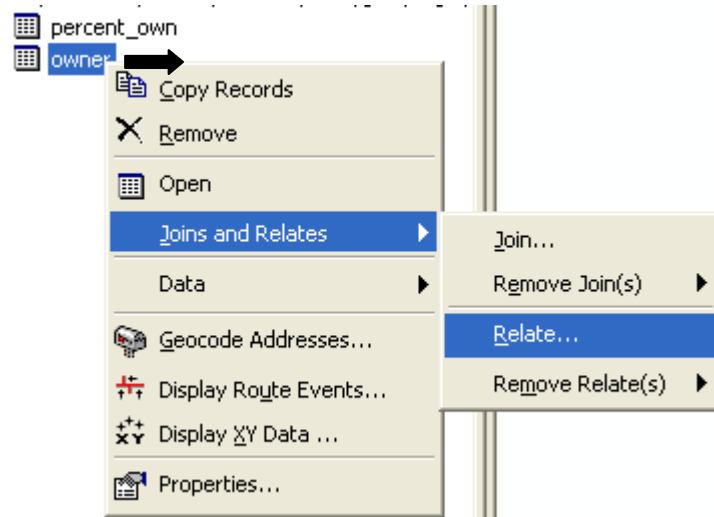 percent_own
owner
Copy Records
Remove
Open
Joins and Relates
Join...
Data
Remove Join(s)
Geocode Addresses...
Relate...
Display Route Events...
Remove Relate(s)
Display XY Data ...
Properties...